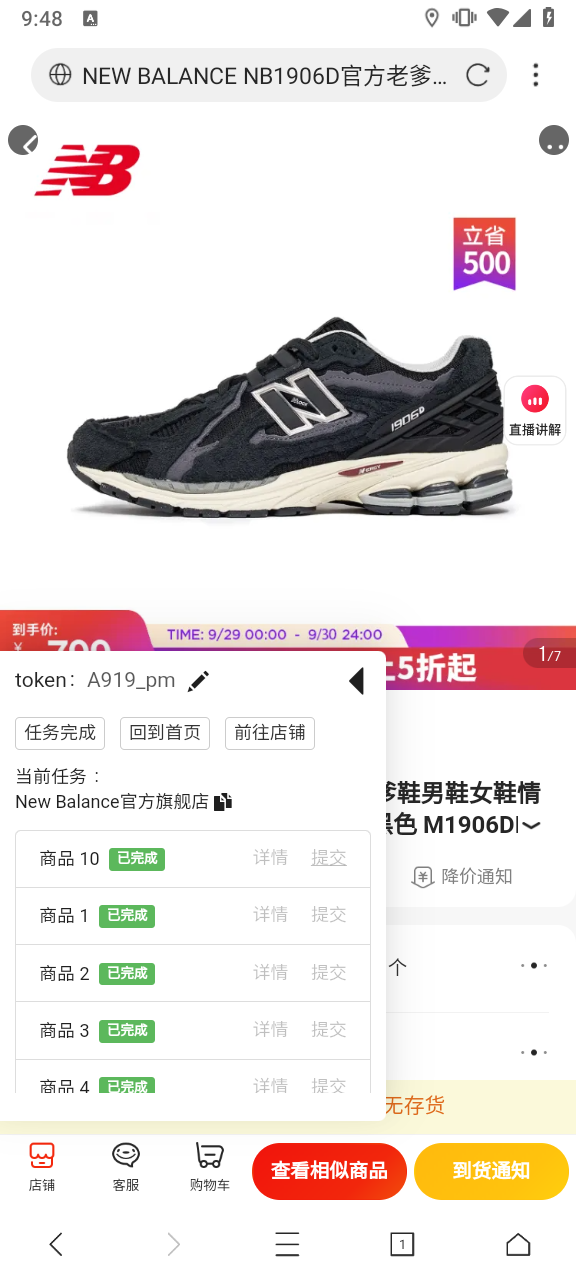 9:48
NEW BALANCE NB1906D官方老爹…
NB
立省
500
1906D
直播讲解
到手价:
TIME: 9/29 00:00 - 9/30 24:00
¥
5折起
1/7
token: A919_pm
任务完成 回到首页 前往店铺
当前任务：
New Balance官方旗舰店
鞋男鞋女鞋情
黑色 M1906D
降价通知
商品 10 已完成 详情 提交
商品 1 已完成 详情 提交
个
商品 2 已完成 详情 提交
商品 3 已完成 详情 提交
商品 4 已完成 详情 提交
无存货
店铺 客服 购物车 查看相似商品 到货通知
1